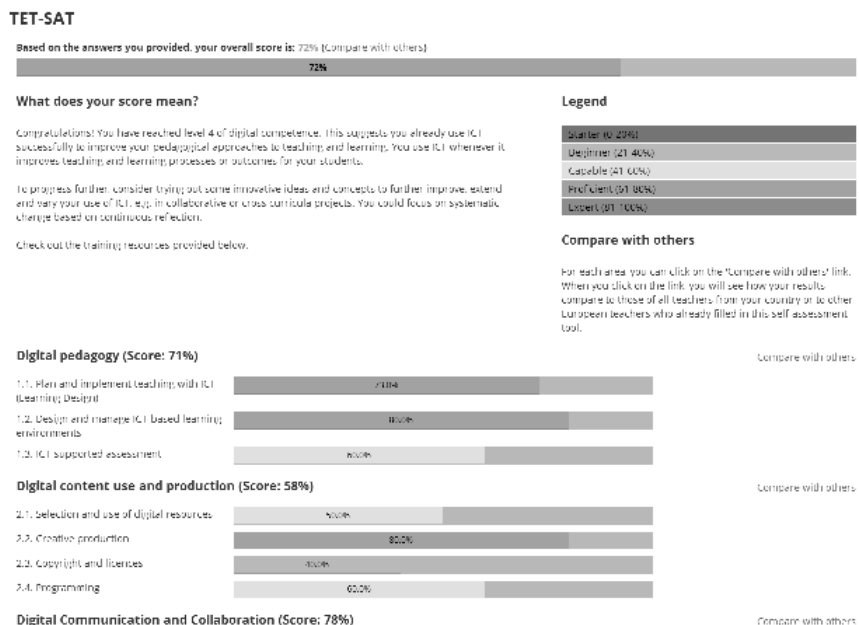 TET-SAT
Based on the answers you provided, your overall score is: 72% (Compare with others)
72%
What does your score mean?
Congratulations! You have reached level 4 of digital competence. This suggests you already use ICT
successfully to improve your pedagogical approaches to teaching and learning. You use ICT whenever it
improves teaching and learning processes or outcomes for your students.
To progress further, consider trying out some innovative ideas and concepts to further improve, extend
and vary your use of ICT, e.g. in collaborative or cross curricula projects. You could focus on systematic
change based on continuous reflection.
Check out the training resources provided below.
Legend
Starter (0-20%)
Beginner (21-40%)
Capable (41-60%)
Proficient (61-80%)
Expert (81-100%)
Compare with others
For each area, you can click on the 'Compare with others' link.
When you click on the link, you will see how your results
compare to those of all teachers from your country or to other
European teachers who already filled in this self assessment
tool.
Digital pedagogy (Score: 71%)
Compare with others
1.1. Plan and implement teaching with ICT
(Learning Design)
1.2. Design and manage ICT based learning
environments
80.0%
1.3. ICT supported assessment
60.0%
Digital content use and production (Score: 58%)
Compare with others
2.1. Selection and use of digital resources
50.0%
2.2. Creative production
80.0%
2.3. Copyright and licences
40.0%
2.4. Programming
60.0%
Digital Communication and Collaboration (Score: 78%)
Compare with others